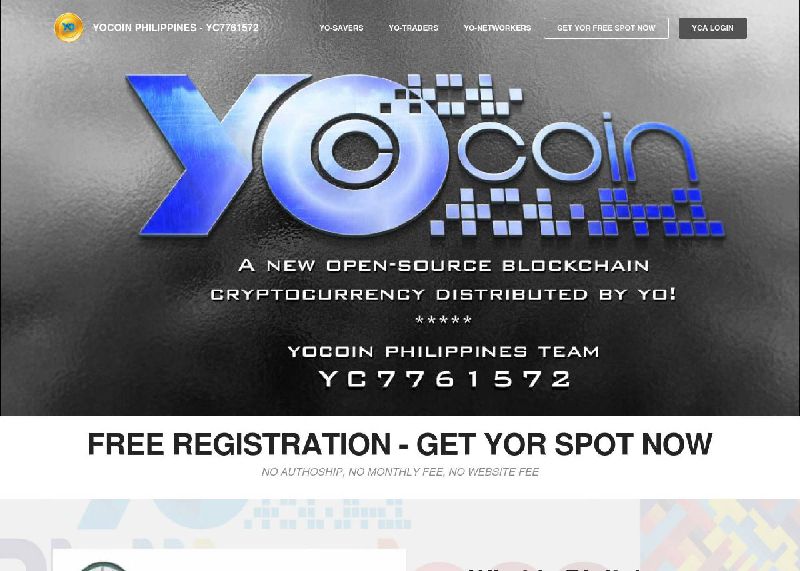 YO
YOCOIN PHILIPPINES - YC7761572
YO-SAVERS
YO-TRADERS
YO-NETWORKERS
GET YOR FREE SPOT NOW
YCA LOGIN
YOcoin
A NEW OPEN-SOURCE BLOCKCHAIN
CRYPTOCURRENCY DISTRIBUTED BY YO!
*****
YOCOIN PHILIPPINES TEAM
YC7761572
FREE REGISTRATION - GET YOR SPOT NOW
NO AUTHOSHIP, NO MONTHLY FEE, NO WEBSITE FEE